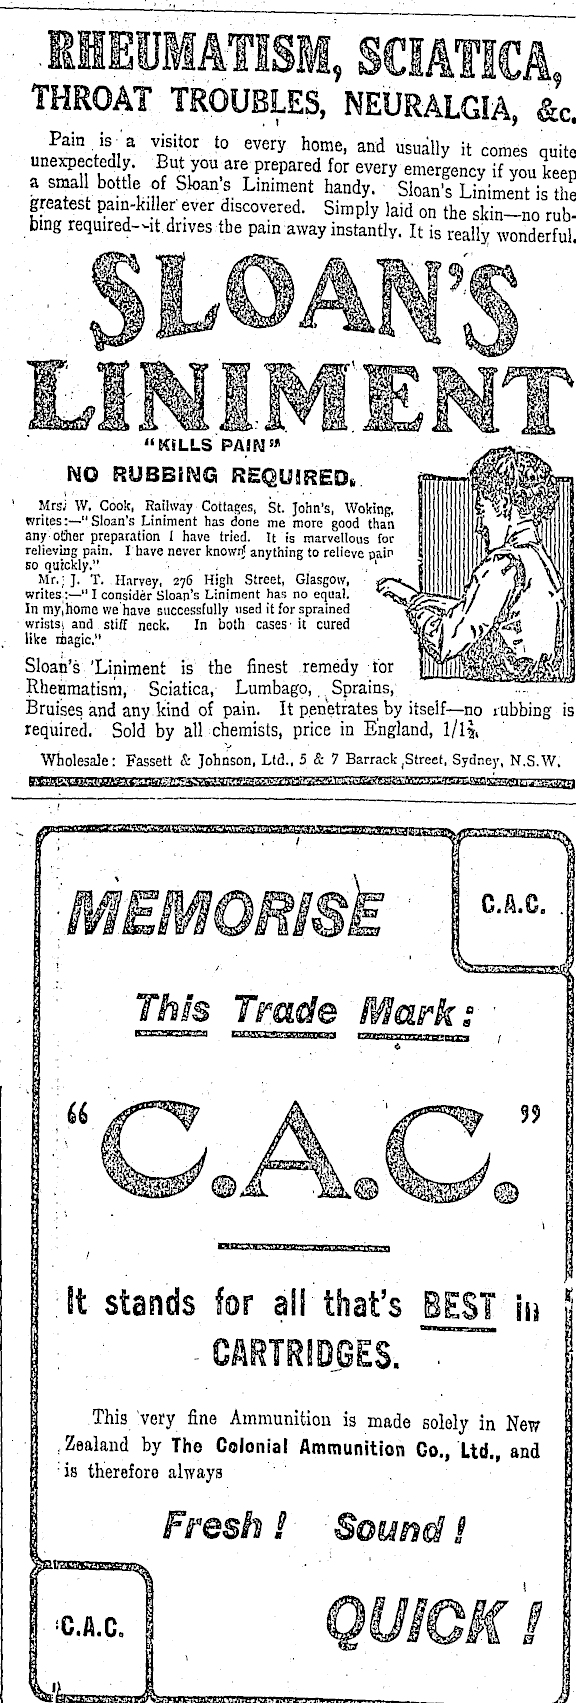 RHEUMATISM, SCIATICA,
THROAT TROUBLES, NEURALGIA, &c.
Pain is a visitor to every home, and usually it comes quite
unexpectedly. But you are prepared for every emergency if you keep
a small bottle of Sloan's Liniment handy. Sloan's Liniment is the
greatest pain-killer ever discovered. Simply laid on the skin—no rub-
bing required--it drives the pain away instantly. It is really wonderful.
SLOAN'S
LINIMENT
"KILLS PAIN"
NO RUBBING REQUIRED.
Mrs. W. Cook, Railway Cottages, St. John's, Woking,
writes:—"Sloan's Liniment has done me more good than
any other preparation I have tried. It is marvellous for
relieving pain. I have never known anything to relieve pain
so quickly."
Mr. J. T. Harvey, 276 High Street, Glasgow,
writes:—"I consider Sloan's Liniment has no equal.
In my home we have successfully used it for sprained
wrists and stiff neck. In both cases it cured
like magic."
Sloan's Liniment is the finest remedy for
Rheumatism, Sciatica, Lumbago, Sprains,
Bruises and any kind of pain. It penetrates by itself—no rubbing is
required. Sold by all chemists, price in England, 1/1½.
Wholesale: Fassett & Johnson, Ltd., 5 & 7 Barrack Street, Sydney, N.S.W.
C.A.C.
MEMORISE
This Trade Mark:
"C.A.C."
It stands for all that's BEST in
CARTRIDGES.
This very fine Ammunition is made solely in New
Zealand by The Colonial Ammunition Co., Ltd., and
is therefore always
Fresh! Sound!
QUICK!
C.A.C.